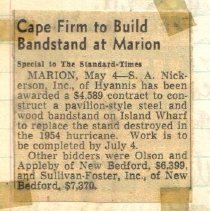 Cape Firm to Build
Bandstand at Marion
Special to The Standard-Times
MARION, May 4—S. A. Nick-
erson, Inc., of Hyannis has been
awarded a $4,589 contract to con-
struct a pavilion-style steel and
wood bandstand on Island Wharf
to replace the stand destroyed in
the 1954 hurricane. Work is to
be completed by July 4.
Other bidders were Olson and
Appleby of New Bedford, $6,399,
and Sullivan-Foster, Inc., of New
Bedford, $7,370.